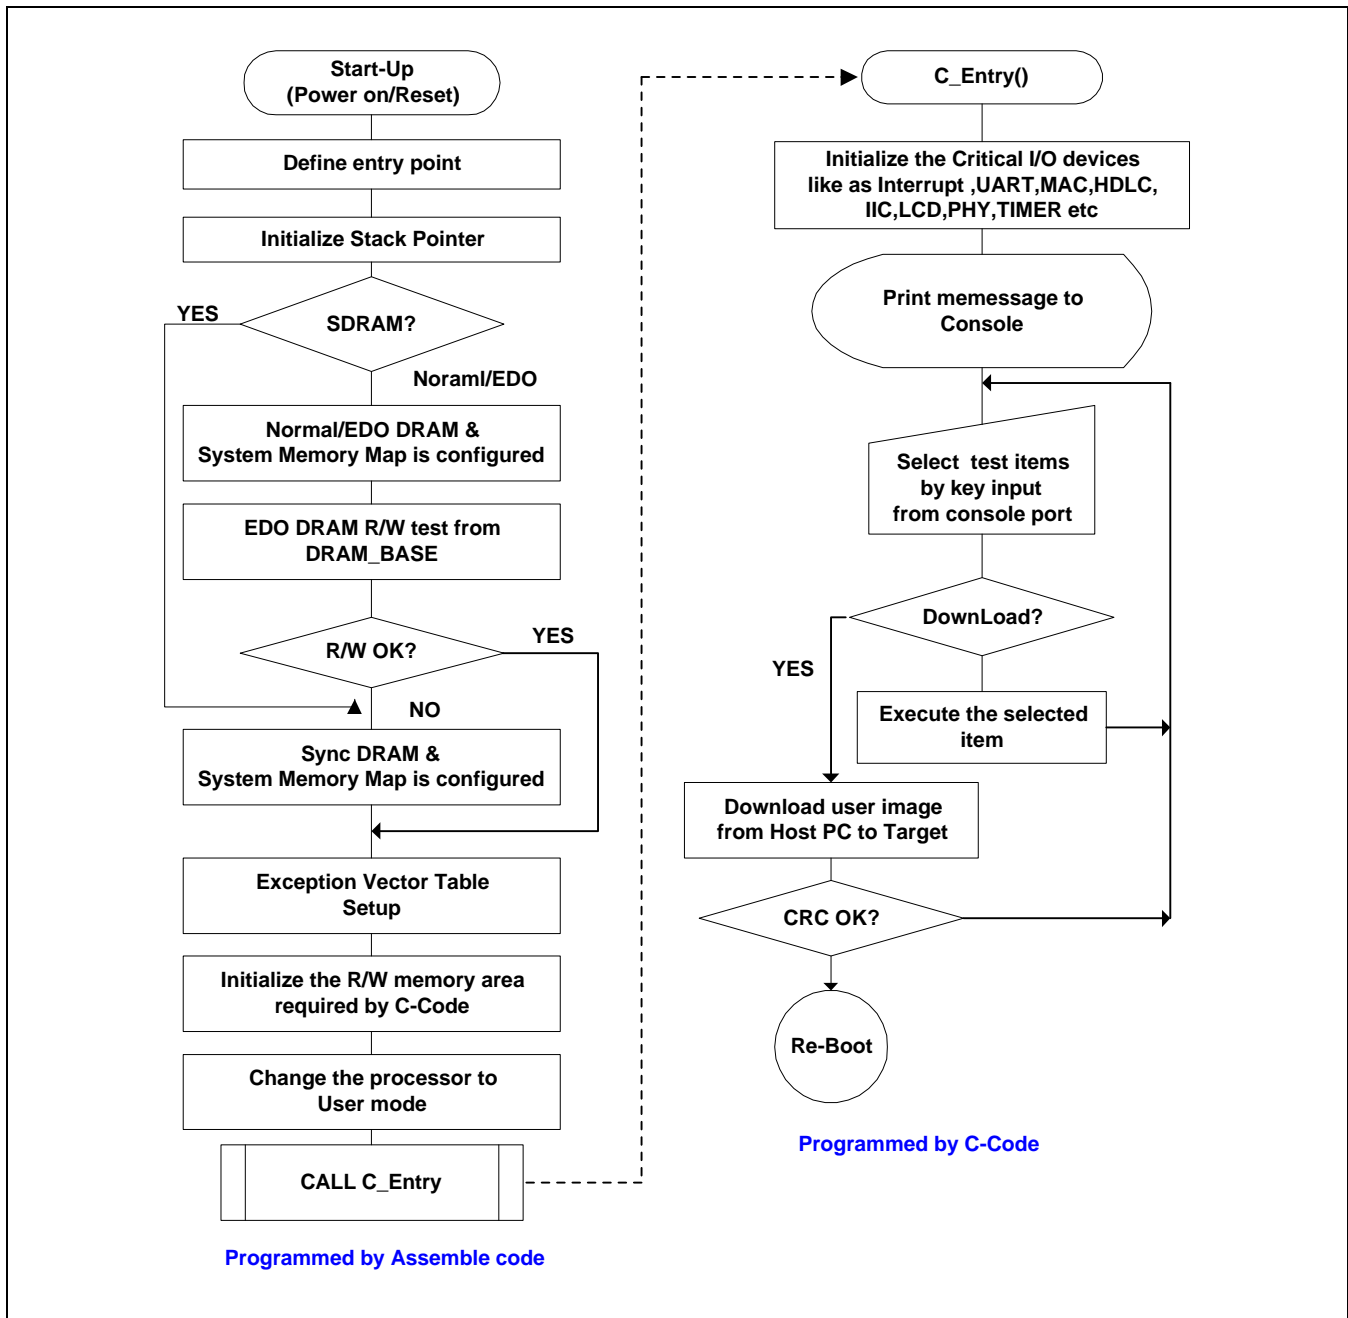 Start-Up
(Power on/Reset)
Define entry point
Initialize Stack Pointer
YES
SDRAM?
Noraml/EDO
Normal/EDO DRAM &
System Memory Map is configured
EDO DRAM R/W test from
DRAM_BASE
YES
R/W OK?
NO
Sync DRAM &
System Memory Map is configured
Exception Vector Table
Setup
Initialize the R/W memory area
required by C-Code
Change the processor to
User mode
CALL C_Entry
Programmed by Assemble code
C_Entry()
Initialize the Critical I/O devices
like as Interrupt ,UART,MAC,HDLC,
IIC,LCD,PHY,TIMER etc
Print memessage to
Console
Select test items
by key input
from console port
DownLoad?
YES
Execute the selected
item
Download user image
from Host PC to Target
CRC OK?
Re-Boot
Programmed by C-Code